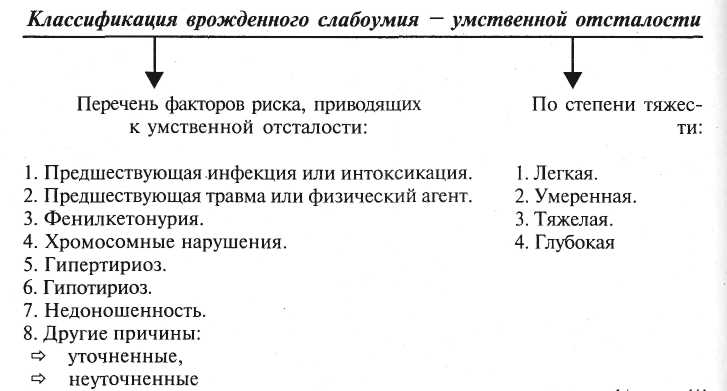 Классификация врожденного слабоумия — умственной отсталости
Перечень факторов риска, приводящих
к умственной отсталости:
1. Предшествующая инфекция или интоксикация.
2. Предшествующая травма или физический агент.
3. Фенилкетонурия.
4. Хромосомные нарушения.
5. Гипертириоз.
6. Гипотириоз.
7. Недоношенность.
8. Другие причины:
⇨ уточненные,
⇨ неуточненные
По степени тяжес-
ти:
1. Легкая.
2. Умеренная.
3. Тяжелая.
4. Глубокая